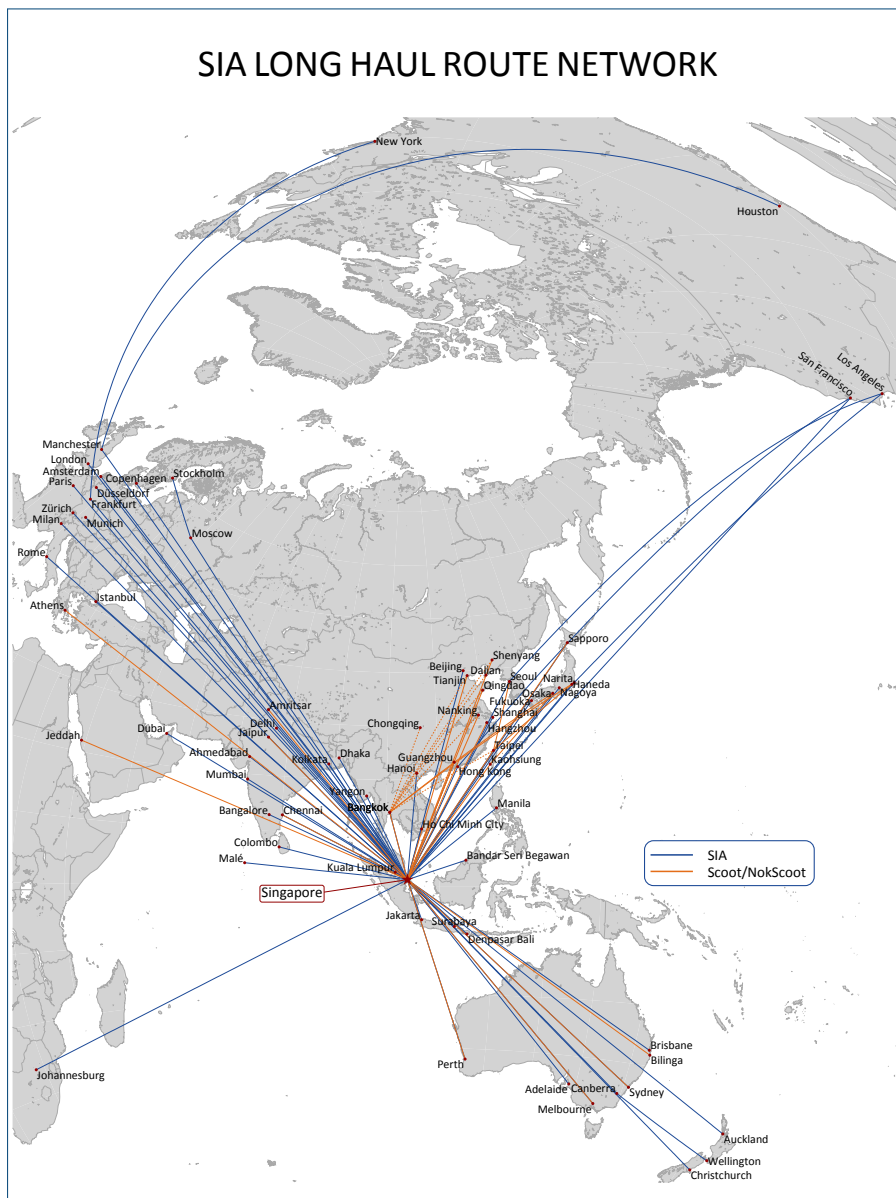 SIA LONG HAUL ROUTE NETWORK
New York
Houston
San Francisco
Los Angeles
Manchester
London
Amsterdam
Copenhagen
Stockholm
Paris
Düsseldorf
Frankfurt
Zürich
Milan
Munich
Moscow
Rome
Istanbul
Athens
Sapporo
Shenyang
Beijing
Dalian
Tianjin
Seoul
Qingdao
Narita
Haneda
Osaka
Nagoya
Fukuoka
Amritsar
Nanking
Shanghai
Chongqing
Hangzhou
Delhi
Jaipur
Dubai
Jeddah
Taipei
Ahmedabad
Kolkata
Dhaka
Guangzhou
Kaohsiung
Hanoi
Hong Kong
Mumbai
Yangon
Bangkok
Manila
Bangalore
Chennai
Ho Chi Minh City
Colombo
Malé
Kuala Lumpur
Bandar Seri Begawan
SIA
Scoot/NokScoot
Singapore
Jakarta
Surabaya
Denpasar Bali
Brisbane
Bilinga
Perth
Johannesburg
Adelaide
Canberra
Sydney
Melbourne
Auckland
Wellington
Christchurch